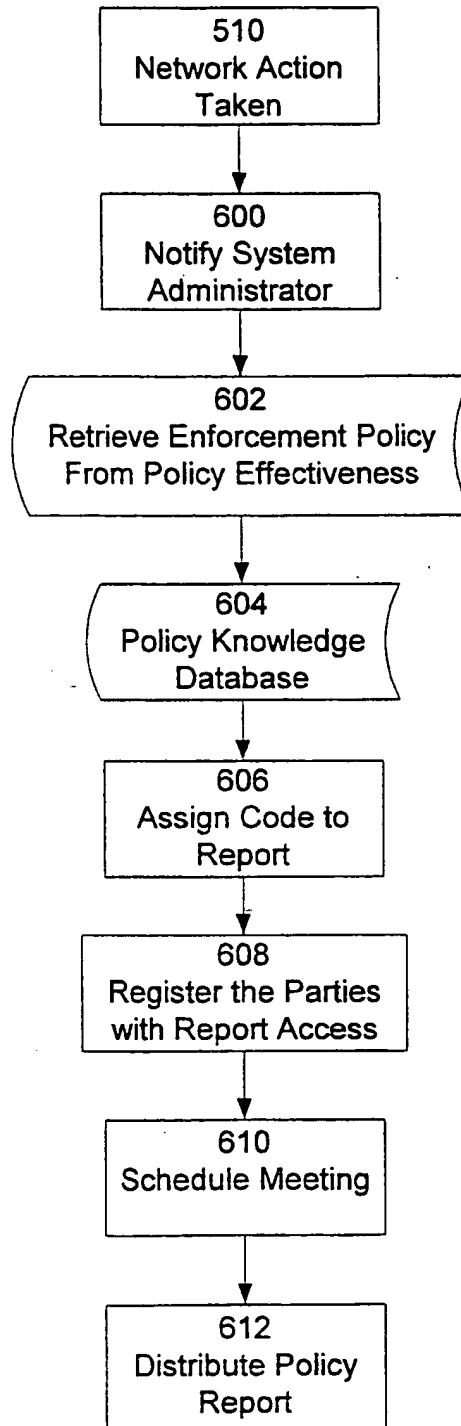 510
Network Action
Taken
600
Notify System
Administrator
602
Retrieve Enforcement Policy
From Policy Effectiveness
604
Policy Knowledge
Database
606
Assign Code to
Report
608
Register the Parties
with Report Access
610
Schedule Meeting
612
Distribute Policy
Report